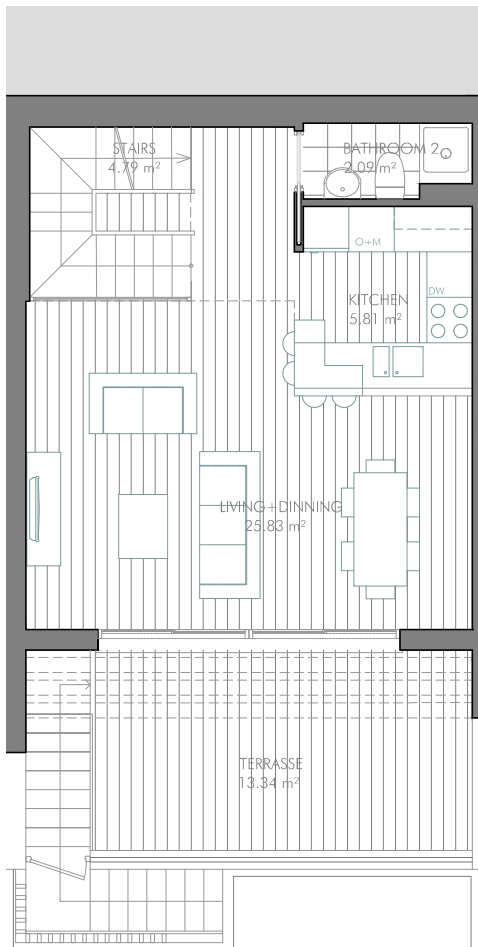 STAIRS
4.79 m²
BATHROOM 2
2.09 m²
O+M
DW
KITCHEN
5.81 m²
LIVING+DINNING
25.83 m²
TERRASSE
13.34 m²